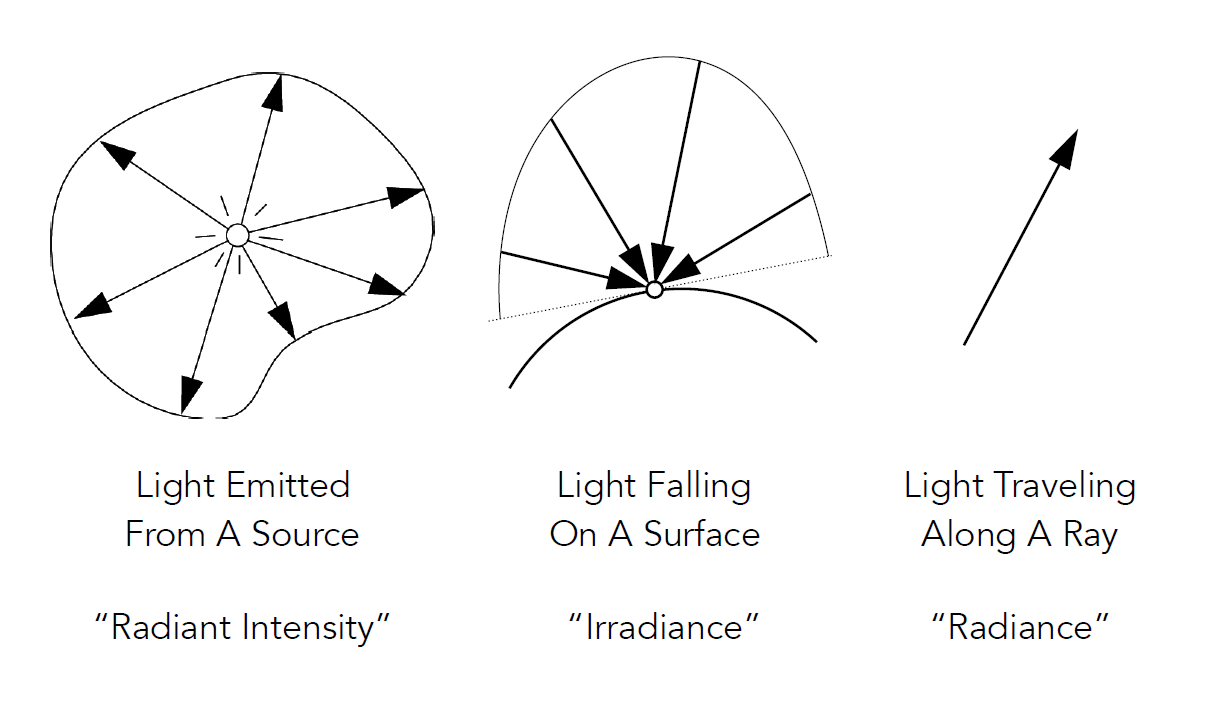 Light Emitted
From A Source
“Radiant Intensity”
Light Falling
On A Surface
“Irradiance”
Light Traveling
Along A Ray
“Radiance”